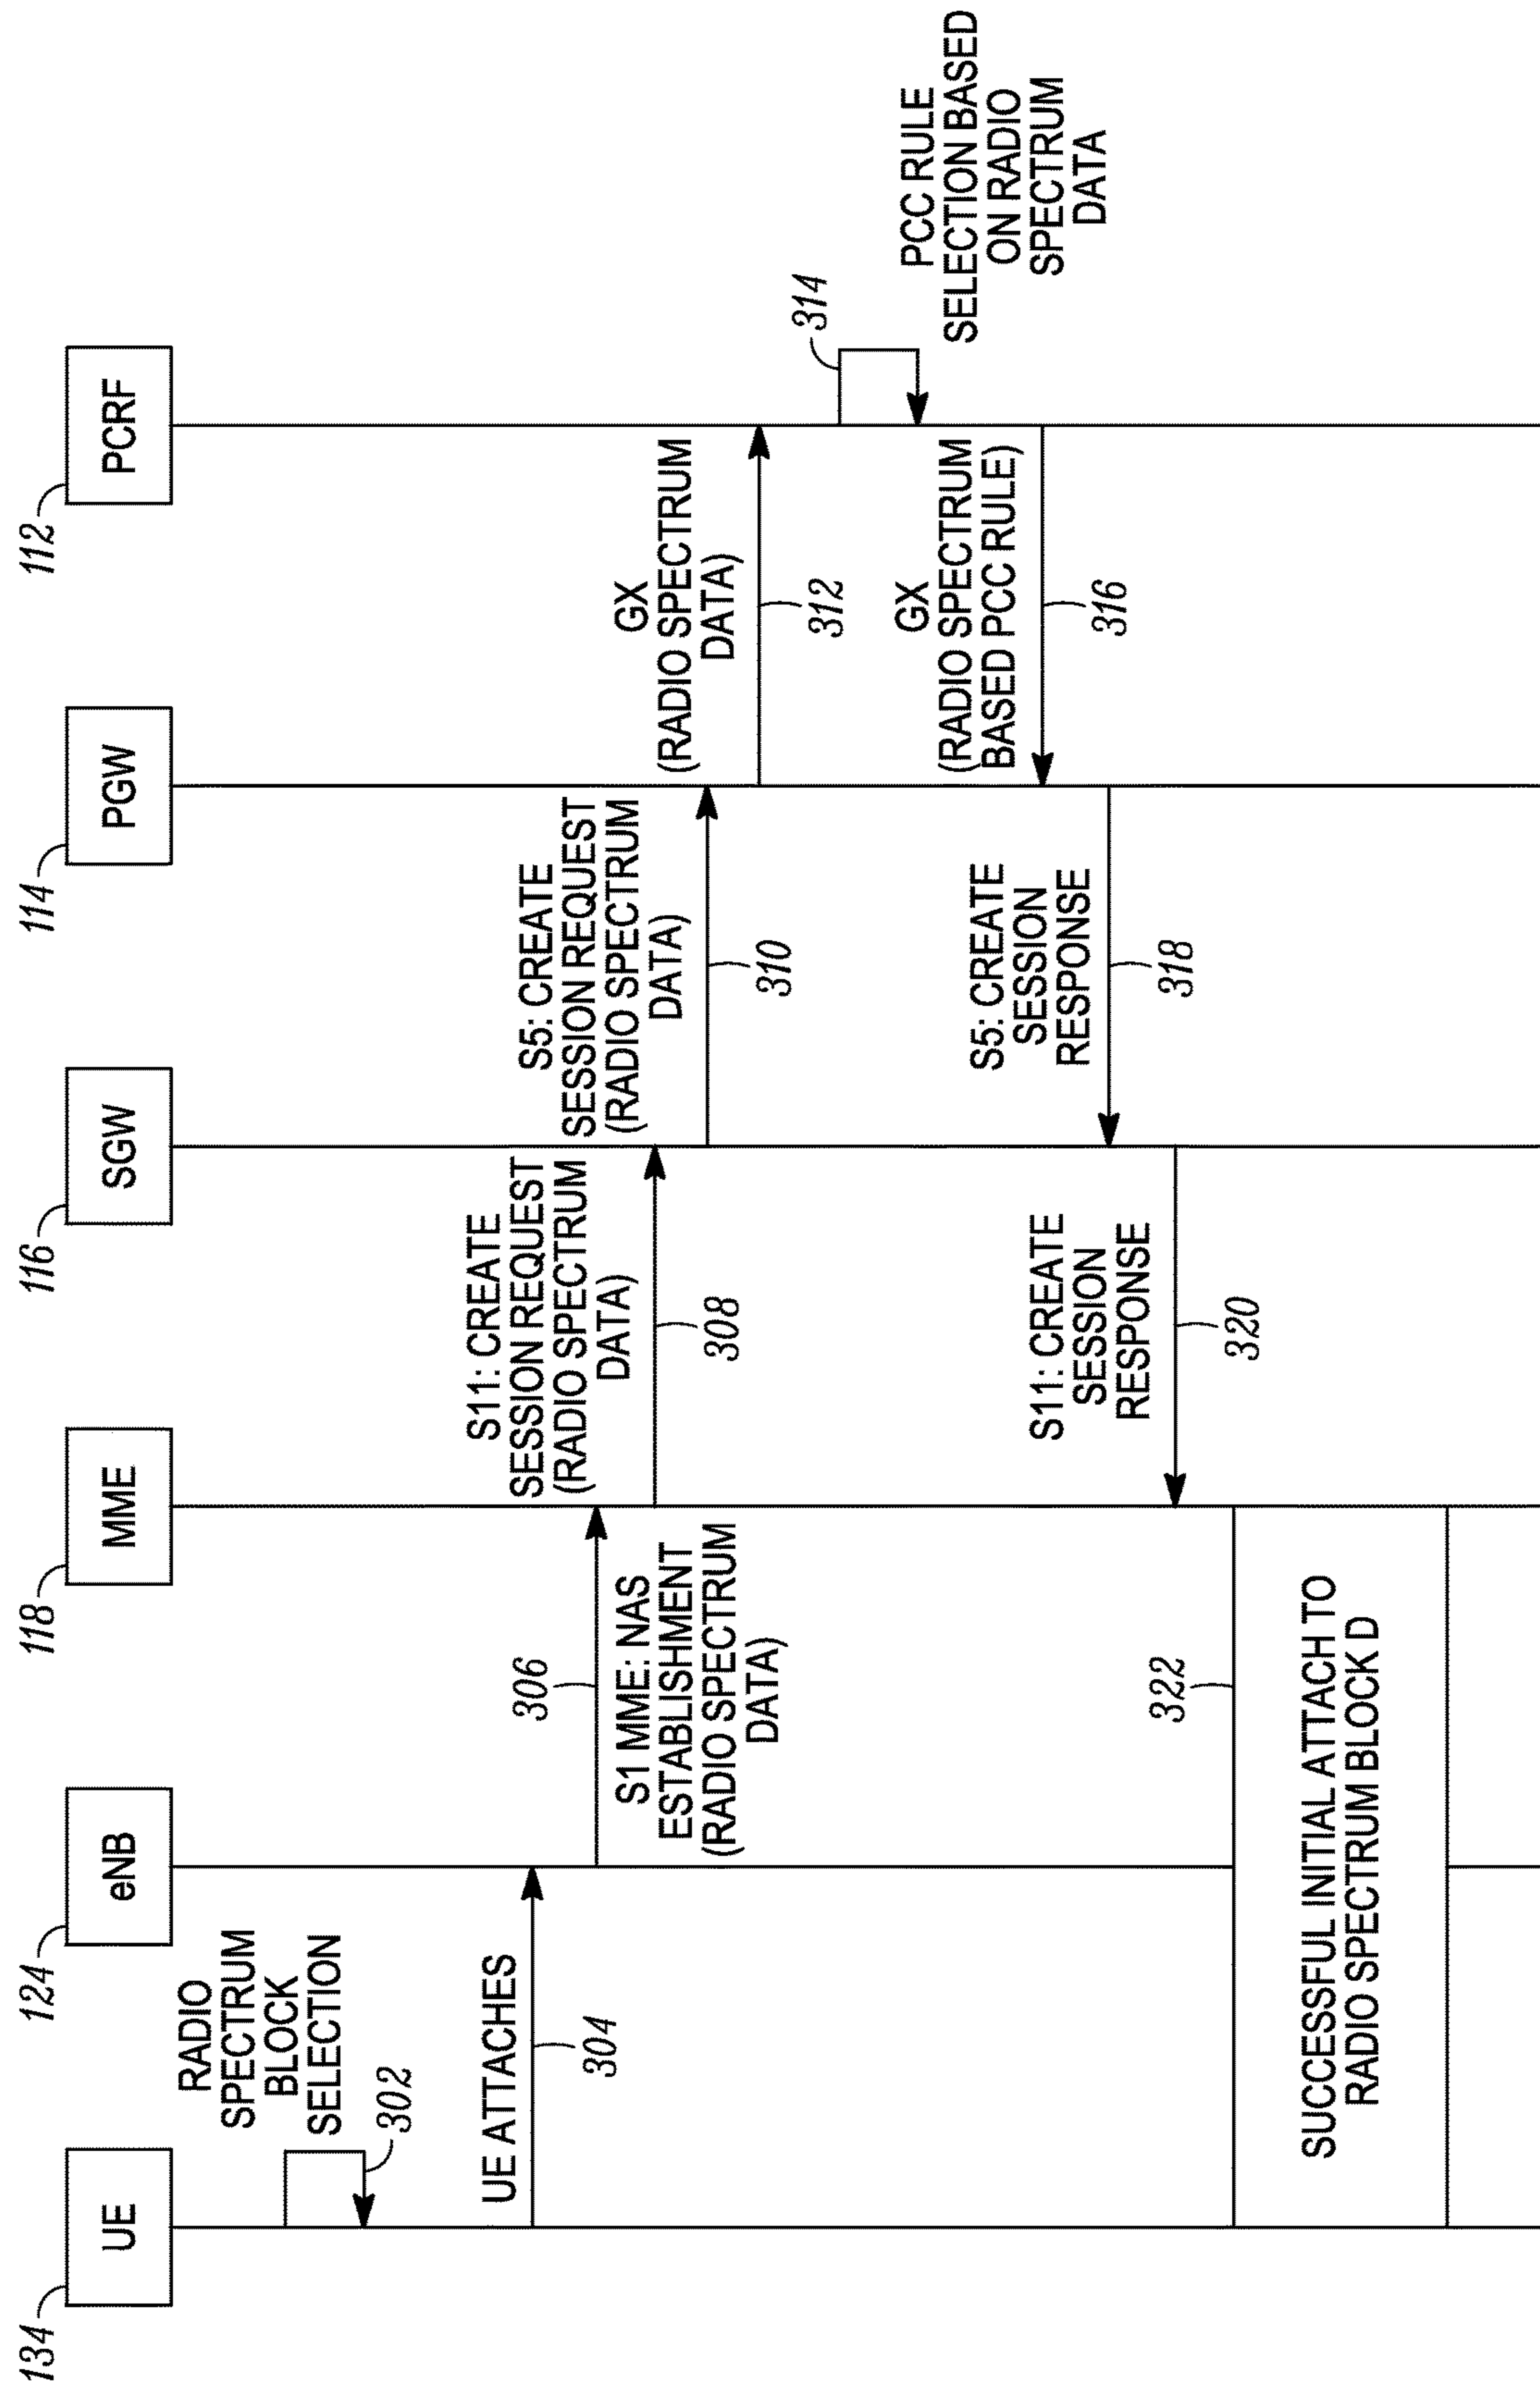 134
UE
124
eNB
118
MME
116
SGW
114
PGW
112
PCRF
RADIO
SPECTRUM
BLOCK
SELECTION
302
UE ATTACHES
304
306
S1 MME: NAS
ESTABLISHMENT
(RADIO SPECTRUM
DATA)
S11: CREATE
SESSION REQUEST
(RADIO SPECTRUM
DATA)
308
S5: CREATE
SESSION REQUEST
(RADIO SPECTRUM
DATA)
310
GX
(RADIO SPECTRUM
DATA)
312
314
PCC RULE
SELECTION BASED
ON RADIO
SPECTRUM
DATA
GX
(RADIO SPECTRUM
BASED PCC RULE)
316
S5: CREATE
SESSION
RESPONSE
318
S11: CREATE
SESSION
RESPONSE
320
322
SUCCESSFUL INITIAL ATTACH TO
RADIO SPECTRUM BLOCK D